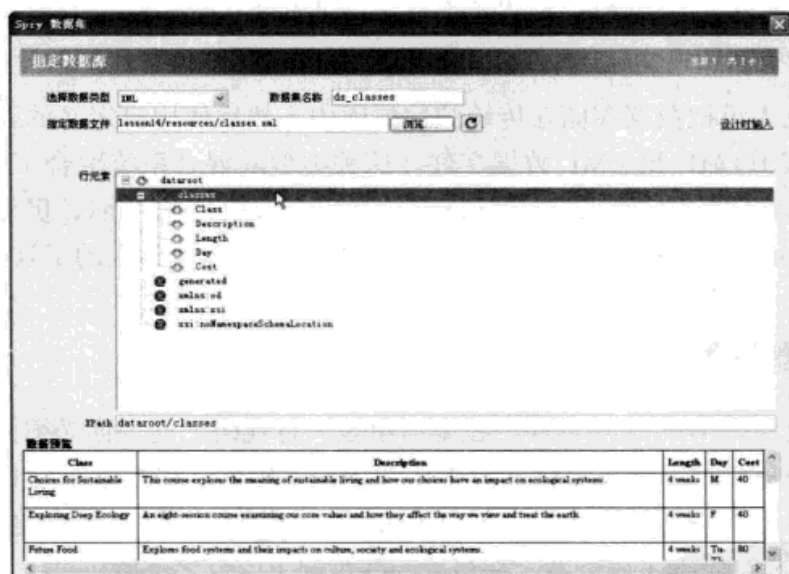 Spry 数据集
指定数据源
选择数据类型 XML 数据集名称 ds_classes
指定数据文件 lesson14/resources/classes.xml 浏览... 设计时输入
行元素 dataroot
classes
Class
Description
Length
Day
Cost
generated
xmlns:od
xmlns:xsi
xsi:noNamespaceSchemaLocation
XPath dataroot/classes
数据预览
Class Description Length Day Cost
Choices for Sustainable Living This course explores the meaning of sustainable living and how our choices have an impact on ecological systems. 4 weeks M 40
Exploring Deep Ecology An eight-session course examining our core values and how they affect the way we view and treat the earth. 4 weeks F 40
Future Food Explores food systems and their impacts on culture, society and ecological systems. 4 weeks Tu- 80